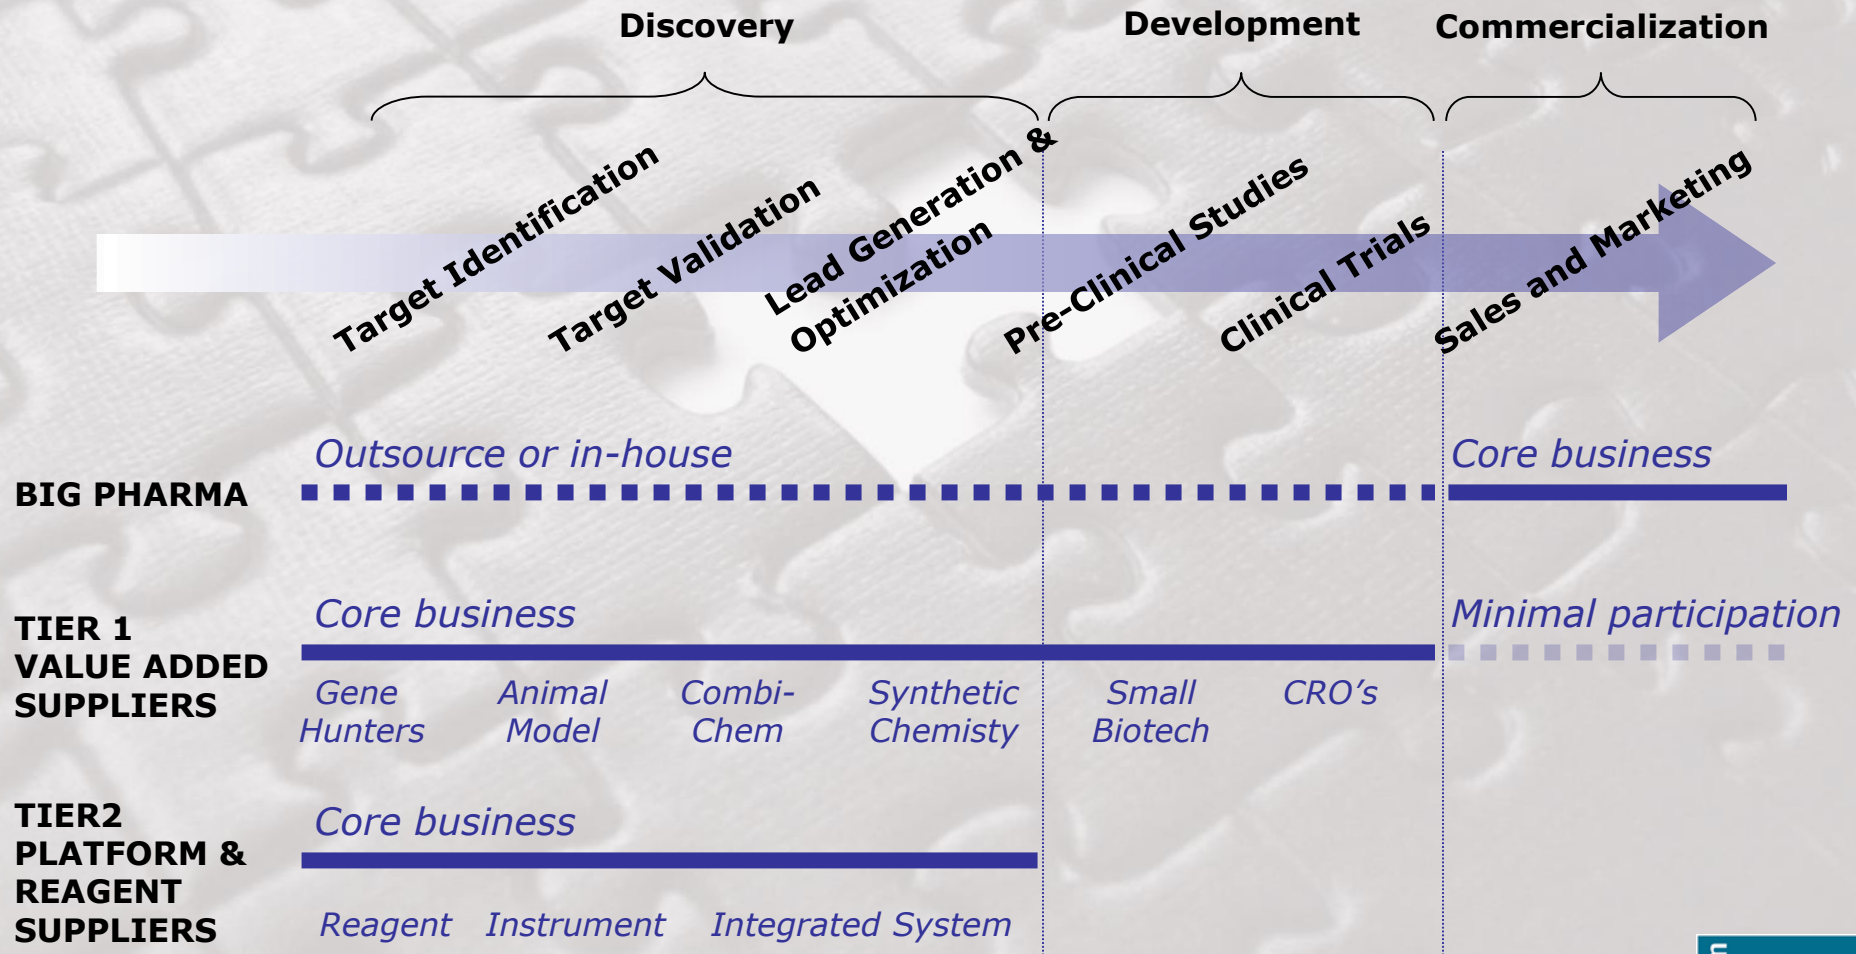 Discovery
Development
Commercialization
Target Identification
Target Validation
Lead Generation &
Optimization
Pre-Clinical Studies
Clinical Trials
Sales and Marketing
Outsource or in-house
Core business
BIG PHARMA
Core business
Minimal participation
TIER 1
VALUE ADDED
SUPPLIERS
Gene
Hunters
Animal
Model
Combi-
Chem
Synthetic
Chemisty
Small
Biotech
CRO’s
TIER2
PLATFORM &
REAGENT
SUPPLIERS
Core business
Reagent
Instrument
Integrated System